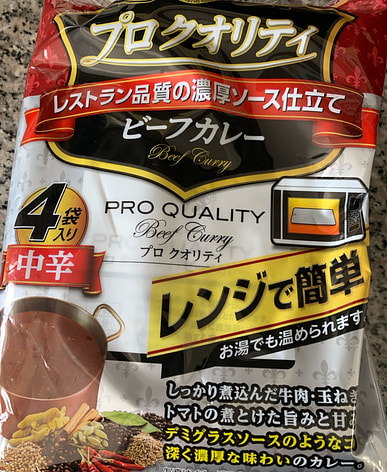 プロ クオリティ
レストラン品質の濃厚ソース仕立て
ビーフカレー
Beef Curry
4袋入り
中辛
PRO QUALITY
Beef Curry
プロ クオリティ
レンジで簡単
お湯でも温められます
しっかり煮込んだ牛肉・玉ねぎ
トマトの煮とけた旨みと甘
デミグラスソースのようなコ
深く濃厚な味わいのカレー。